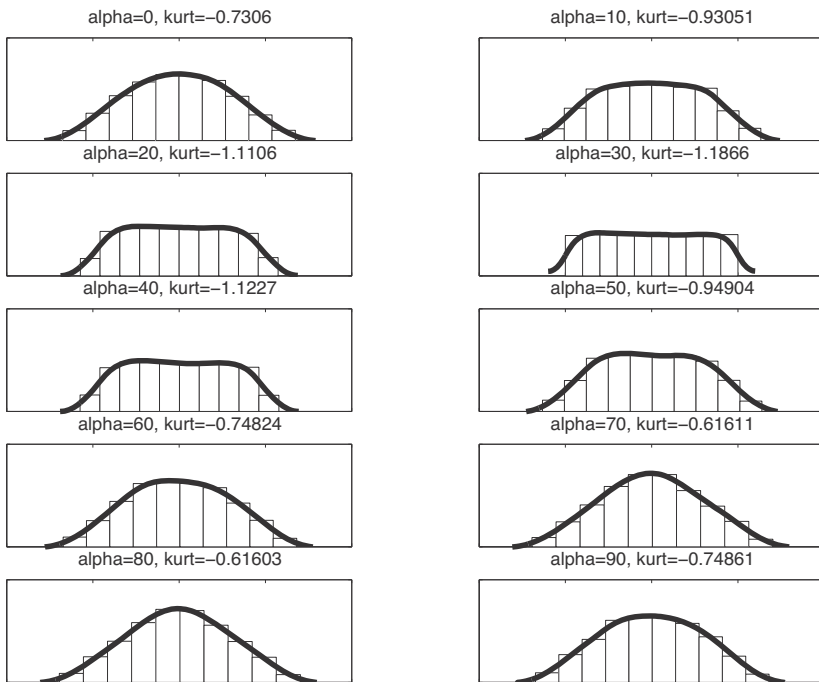 alpha=0, kurt=−0.7306
alpha=10, kurt=−0.93051
alpha=20, kurt=−1.1106
alpha=30, kurt=−1.1866
alpha=40, kurt=−1.1227
alpha=50, kurt=−0.94904
alpha=60, kurt=−0.74824
alpha=70, kurt=−0.61611
alpha=80, kurt=−0.61603
alpha=90, kurt=−0.74861